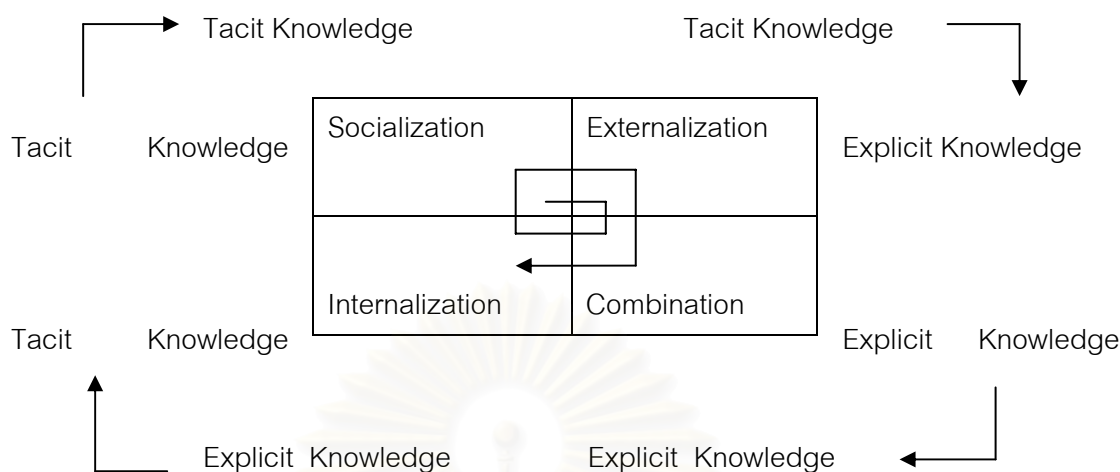 Tacit Knowledge Tacit Knowledge
Socialization Externalization
Tacit Knowledge Explicit Knowledge
Internalization Combination
Tacit Knowledge Explicit Knowledge
Explicit Knowledge Explicit Knowledge